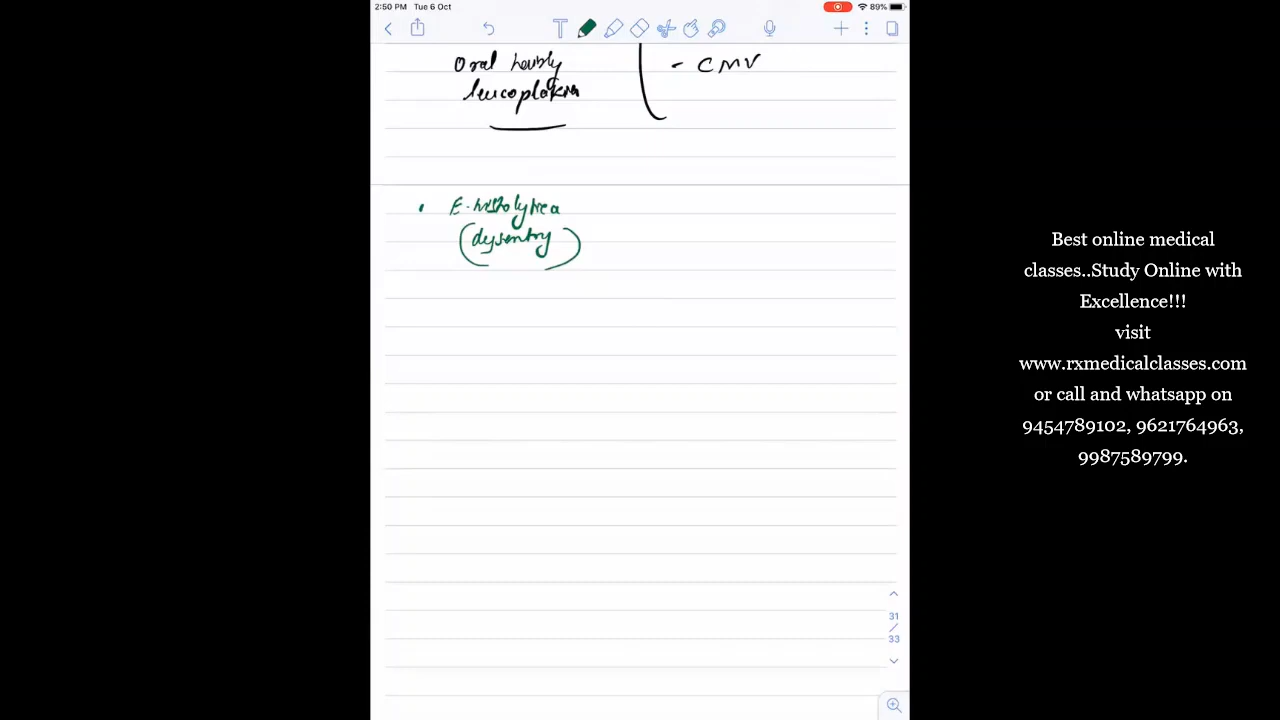 2:50 PM Tue 6 Oct
89%
Oral hairly
leucoplakia
- CMV
• E. histolytica
(dysentry)
31
/
33
Best online medical
classes..Study Online with
Excellence!!!
visit
www.rxmedicalclasses.com
or call and whatsapp on
9454789102, 9621764963,
9987589799.